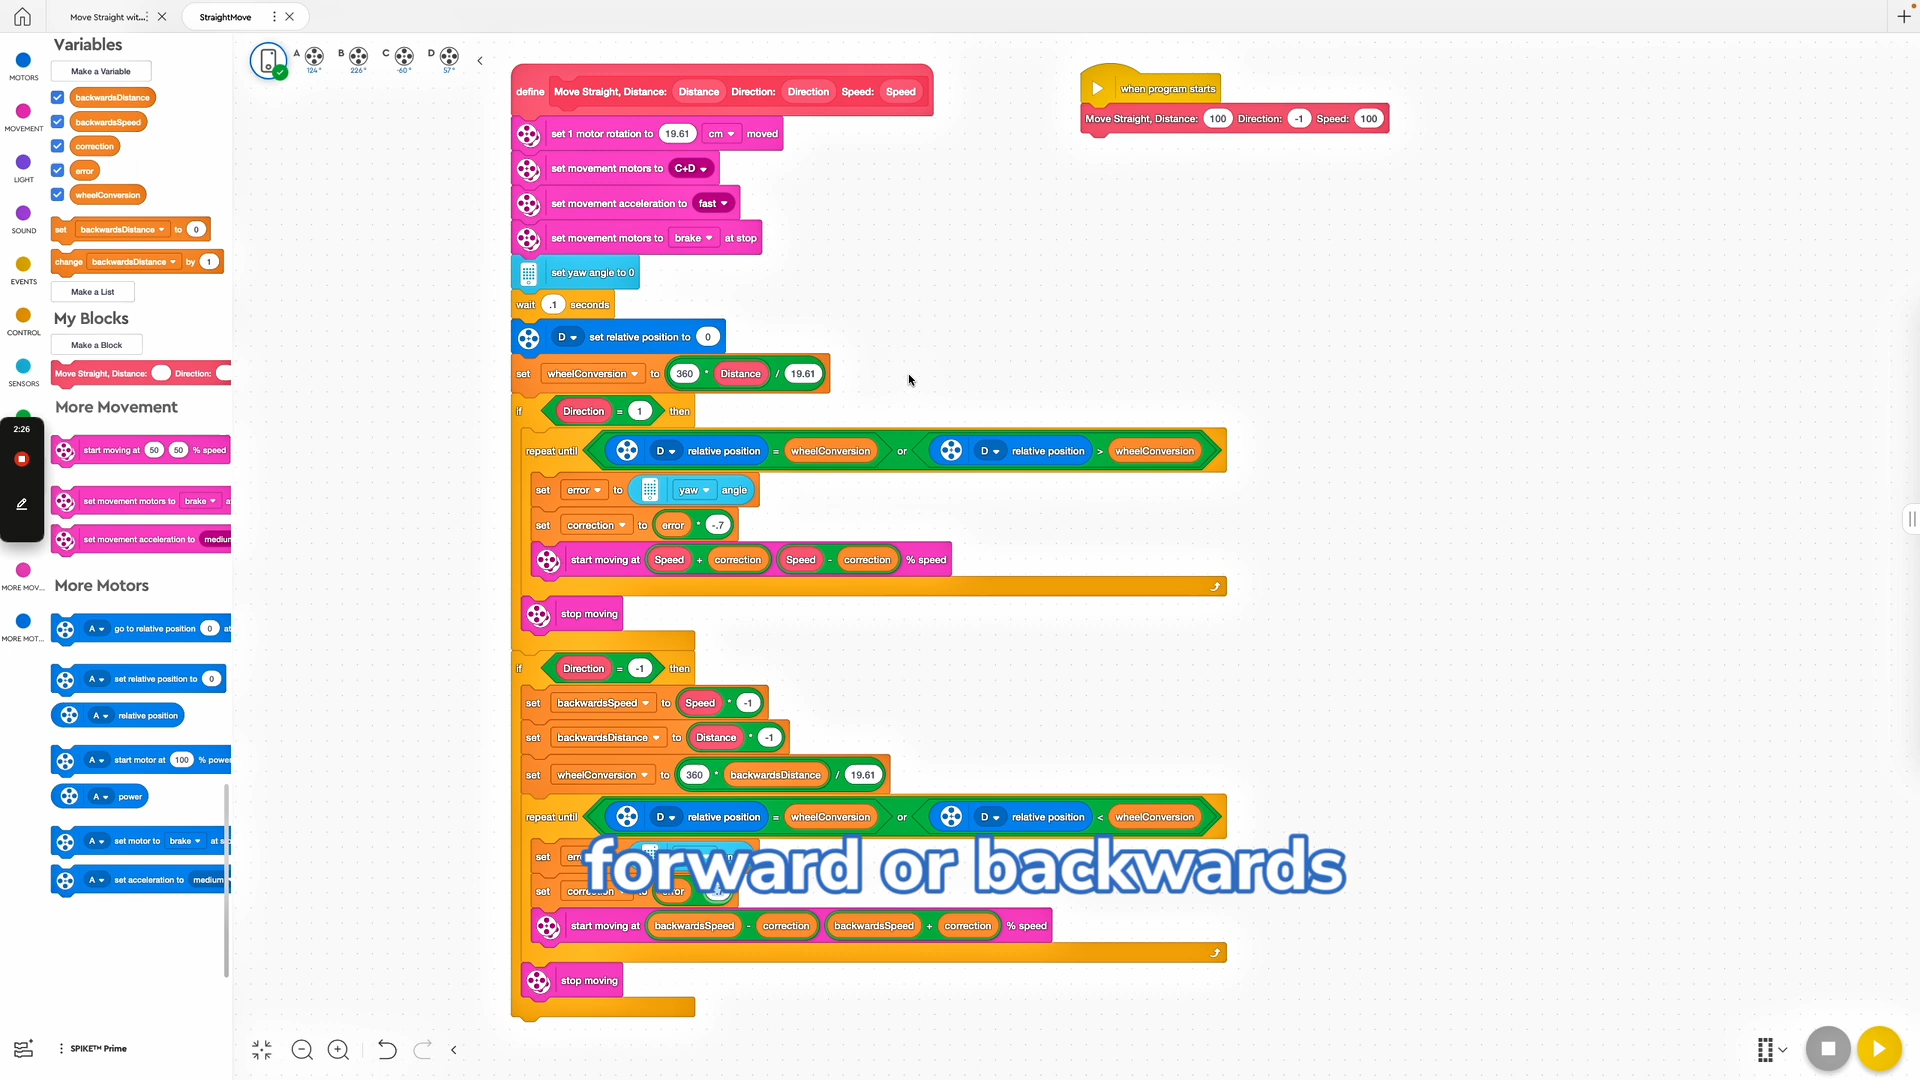 Move Straight wit...
StraightMove
MOTORS
MOVEMENT
LIGHT
SOUND
EVENTS
CONTROL
SENSORS
2:26
MORE MOV...
MORE MOT...
Variables
Make a Variable
backwardsDistance
backwardsSpeed
correction
error
wheelConversion
set backwardsDistance to 0
change backwardsDistance by 1
Make a List
My Blocks
Make a Block
Move Straight, Distance: Direction:
More Movement
start moving at 50 50 % speed
set movement motors to brake a
set movement acceleration to medium
More Motors
A go to relative position 0 at
A set relative position to 0
A relative position
A start motor at 100 % power
A power
A set motor to brake at s
A set acceleration to medium
SPIKE™ Prime
A 124° B 226° C -60° D 57°
define Move Straight, Distance: Distance Direction: Direction Speed: Speed
set 1 motor rotation to 19.61 cm moved
set movement motors to C+D
set movement acceleration to fast
set movement motors to brake at stop
set yaw angle to 0
wait .1 seconds
D set relative position to 0
set wheelConversion to 360 * Distance / 19.61
if Direction = 1 then
repeat until D relative position = wheelConversion or D relative position > wheelConversion
set error to yaw angle
set correction to error * -.7
start moving at Speed + correction Speed - correction % speed
stop moving
if Direction = -1 then
set backwardsSpeed to Speed * -1
set backwardsDistance to Distance * -1
set wheelConversion to 360 * backwardsDistance / 19.61
repeat until D relative position = wheelConversion or D relative position < wheelConversion
set
set
forward or backwards
start moving at backwardsSpeed - correction backwardsSpeed + correction % speed
stop moving
when program starts
Move Straight, Distance: 100 Direction: -1 Speed: 100